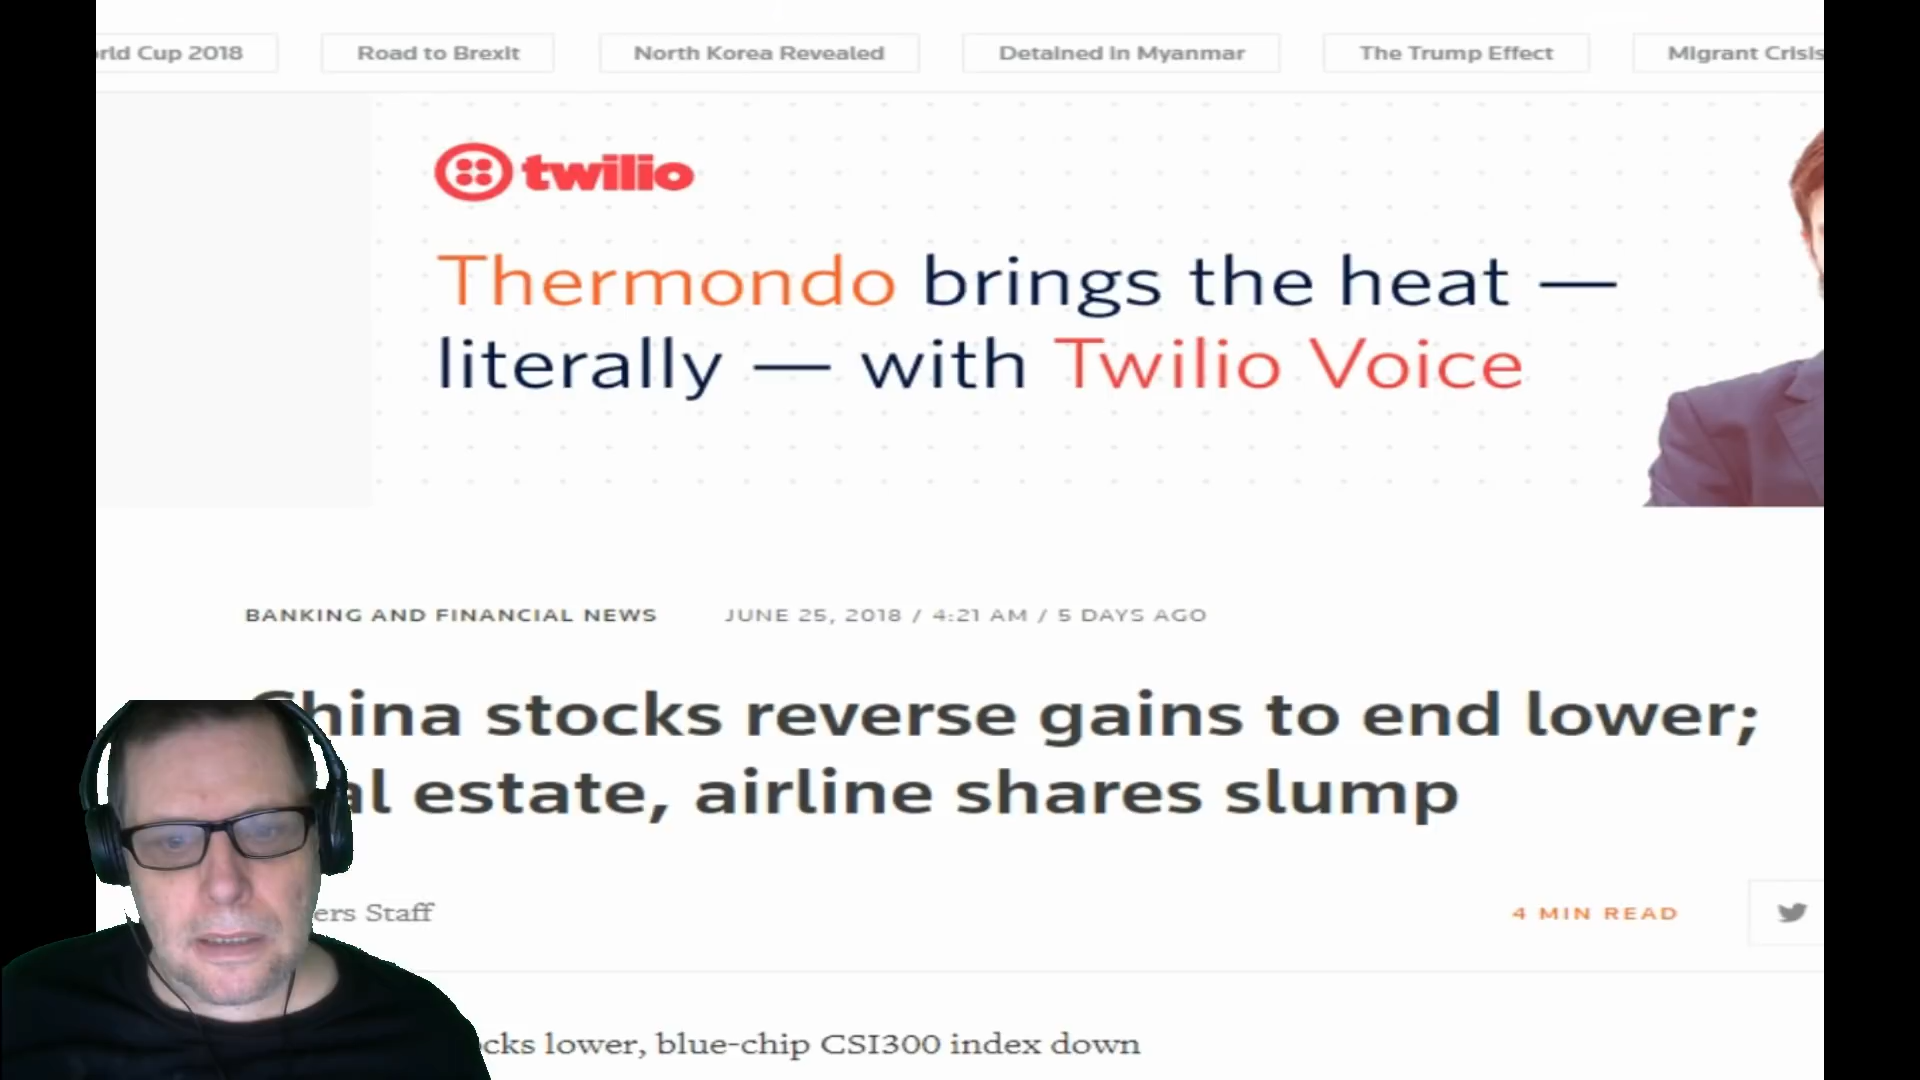 rld Cup 2018 Road to Brexit North Korea Revealed Detained in Myanmar The Trump Effect Migrant Crisis
twilio
Thermondo brings the heat —
literally — with Twilio Voice
BANKING AND FINANCIAL NEWS JUNE 25, 2018 / 4:21 AM / 5 DAYS AGO
China stocks reverse gains to end lower;
al estate, airline shares slump
ers Staff 4 MIN READ
cks lower, blue-chip CSI300 index down